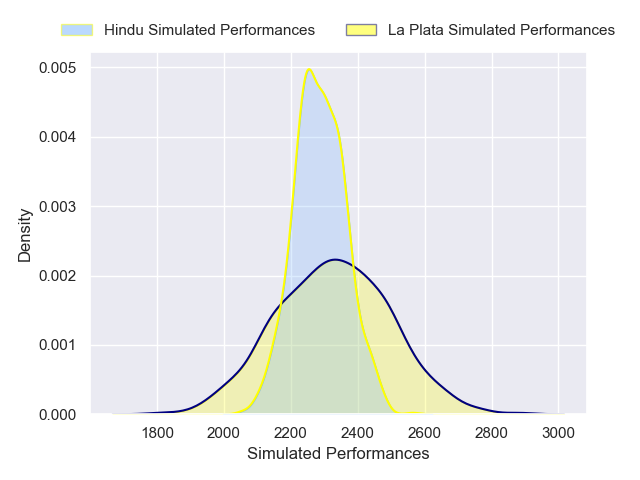 Hindu Simulated Performances La Plata Simulated Performances
0.005
0.004
0.003
0.002
0.001
0.000
Density
1800 2000 2200 2400 2600 2800 3000
Simulated Performances